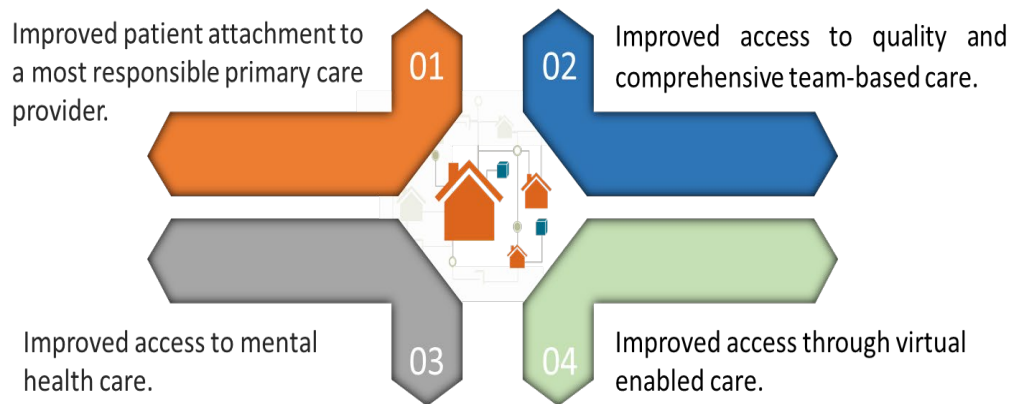 Improved patient attachment to
a most responsible primary care
provider.
01
02
Improved access to quality and
comprehensive team-based care.
Improved access to mental
health care.
03
04
Improved access through virtual
enabled care.